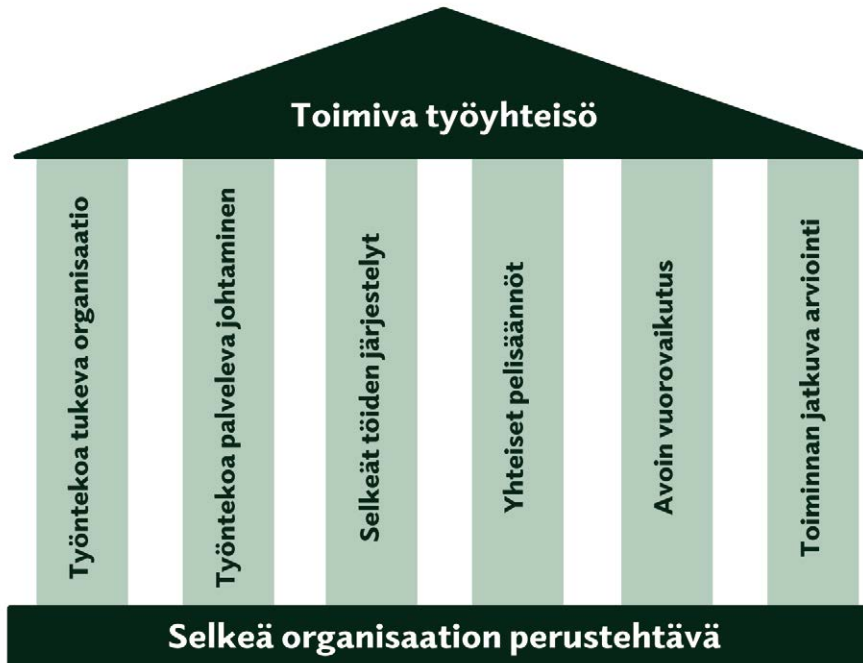 Toimiva työyhteisö
Työntekoa tukeva organisaatio
Työntekoa palveleva johtaminen
Selkeät töiden järjestelyt
Yhteiset pelisäännöt
Avoin vuorovaikutus
Toiminnan jatkuva arviointi
Selkeä organisaation perustehtävä